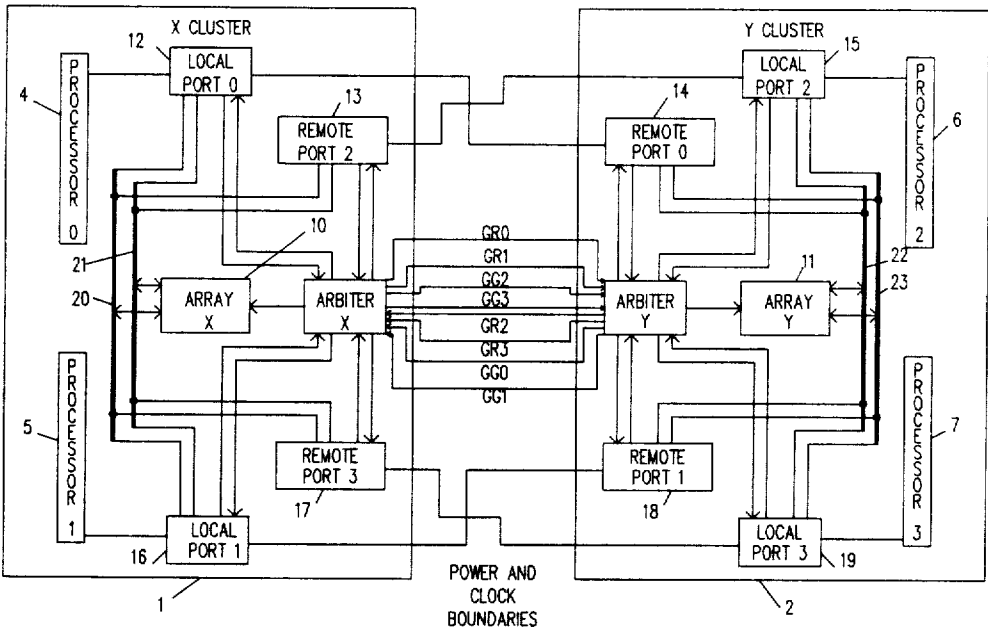 X CLUSTER
Y CLUSTER
12
LOCAL
PORT 0
15
LOCAL
PORT 2
4
PROCESSOR 0
13
REMOTE
PORT 2
14
REMOTE
PORT 0
6
PROCESSOR 2
10
21
20
ARRAY
X
ARBITER
X
GR0
GR1
GG2
GG3
GR2
GR3
GG0
GG1
ARBITER
Y
11
ARRAY
Y
22
23
5
PROCESSOR 1
REMOTE
PORT 3
17
REMOTE
PORT 1
18
7
PROCESSOR 3
16
LOCAL
PORT 1
LOCAL
PORT 3
19
1
POWER AND
CLOCK
BOUNDARIES
2